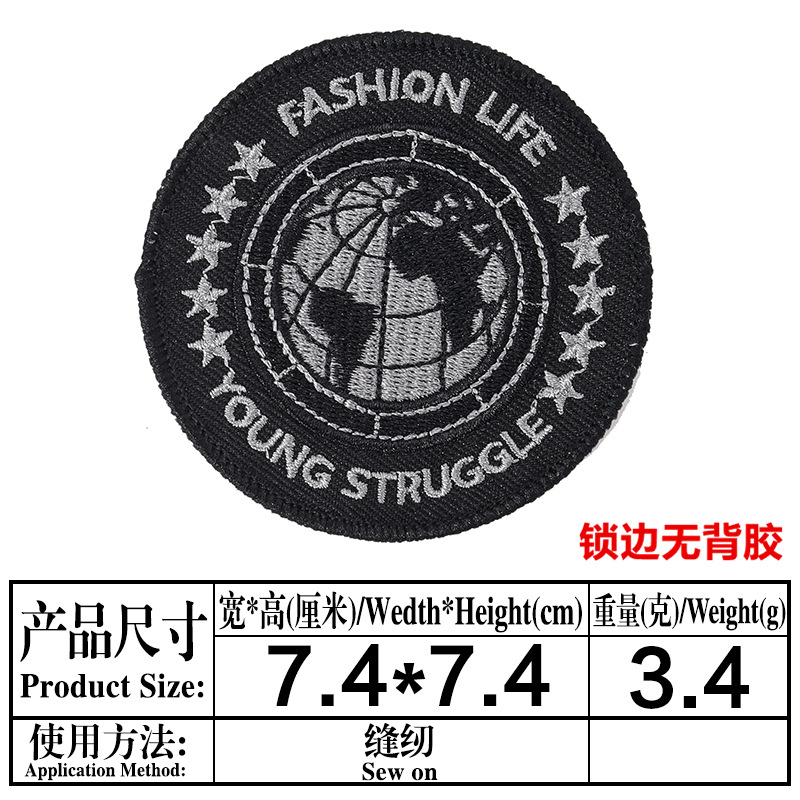 FASHION LIFE
YOUNG STRUGGLE
锁边无背胶
产品尺寸
Product Size:
宽*高(厘米)/Wedth*Height(cm)
重量(克)/Weight(g)
7.4*7.4
3.4
使用方法:
Application Method:
缝纫
Sew on